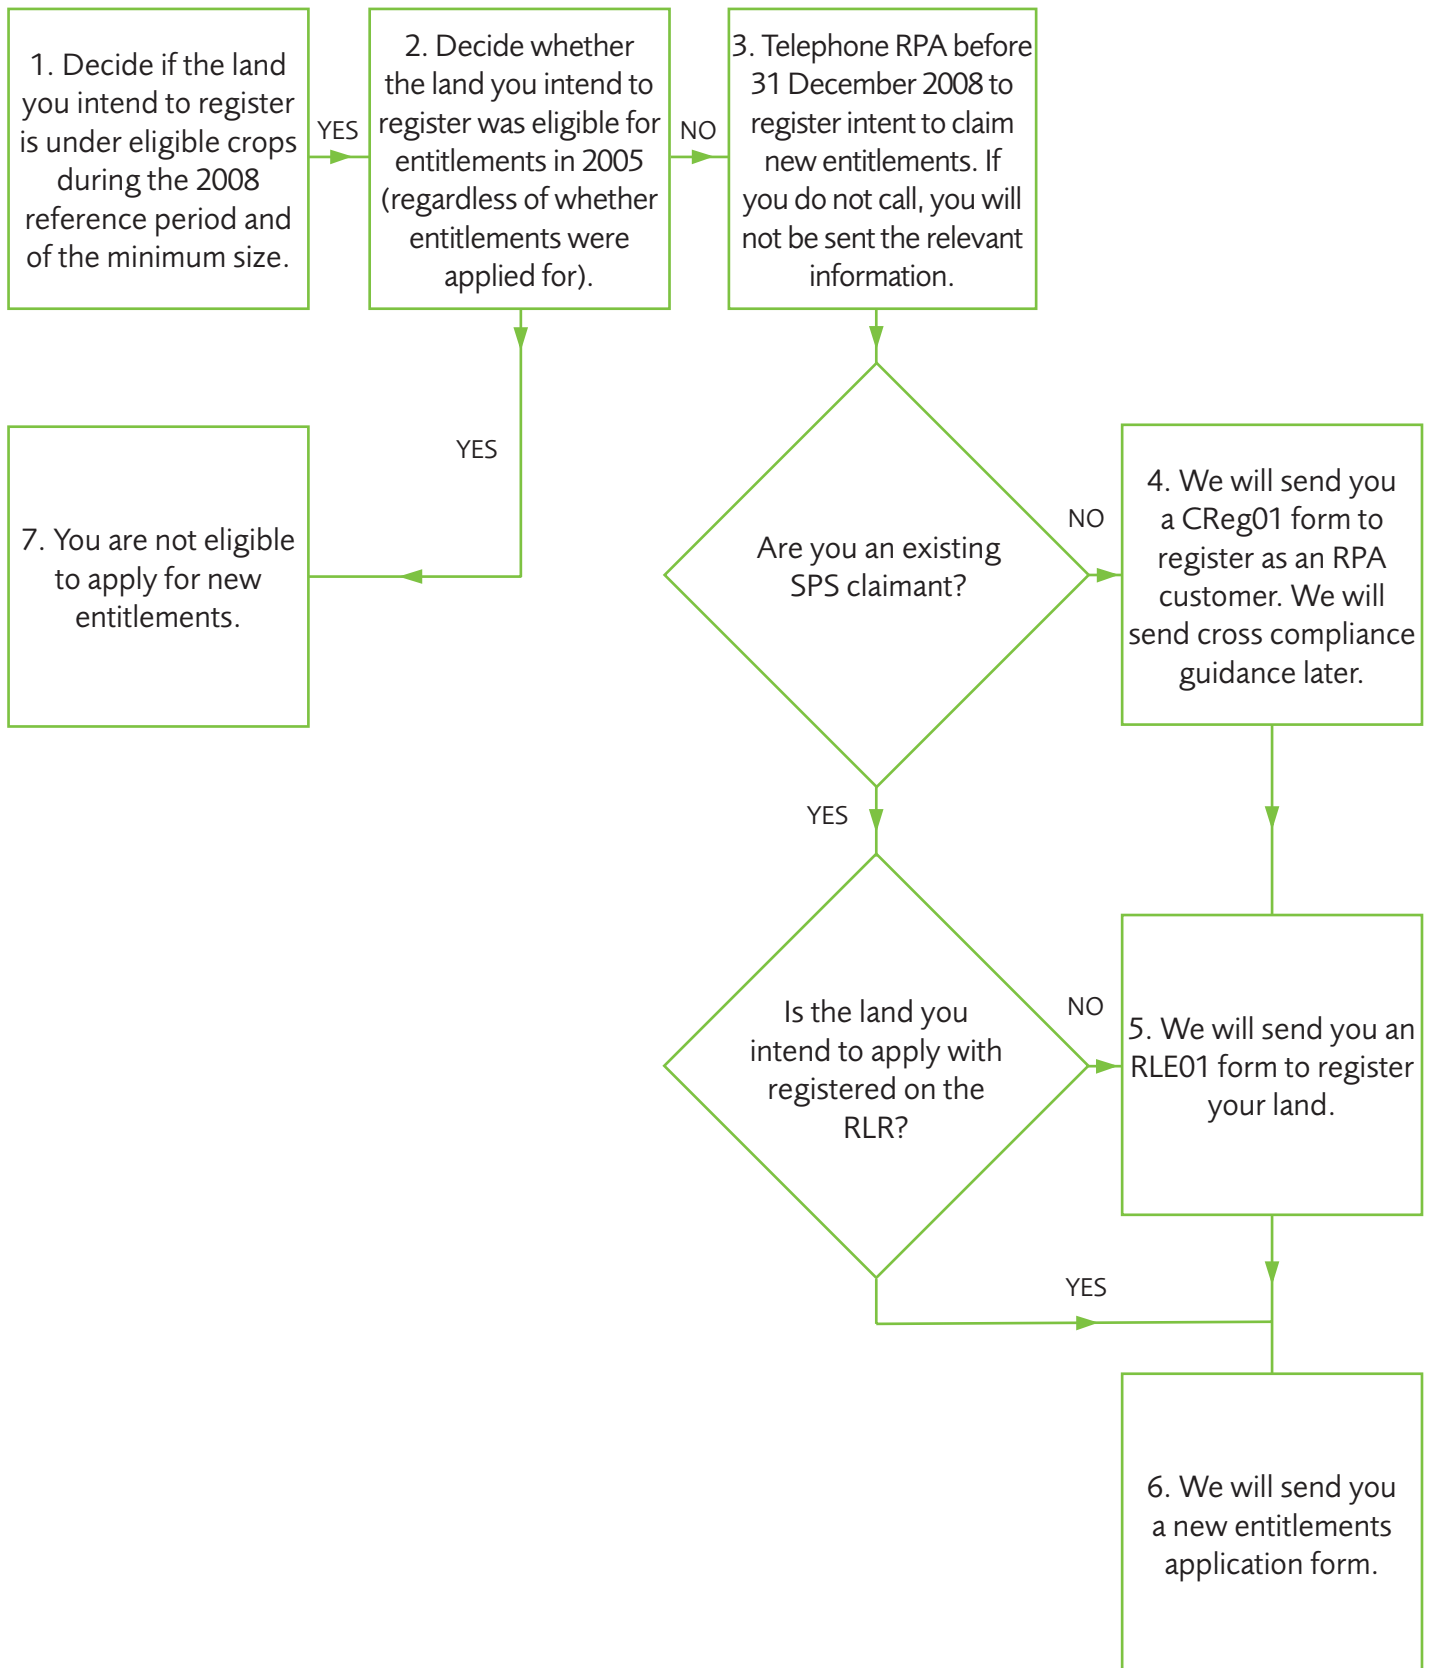 1. Decide if the land
you intend to register
is under eligible crops
during the 2008
reference period and
of the minimum size.
YES
2. Decide whether
the land you intend to
register was eligible for
entitlements in 2005
(regardless of whether
entitlements were
applied for).
NO
3. Telephone RPA before
31 December 2008 to
register intent to claim
new entitlements. If
you do not call, you will
not be sent the relevant
information.
YES
7. You are not eligible
to apply for new
entitlements.
Are you an existing
SPS claimant?
NO
4. We will send you
a CReg01 form to
register as an RPA
customer. We will
send cross compliance
guidance later.
YES
Is the land you
intend to apply with
registered on the
RLR?
NO
5. We will send you an
RLE01 form to register
your land.
YES
6. We will send you
a new entitlements
application form.